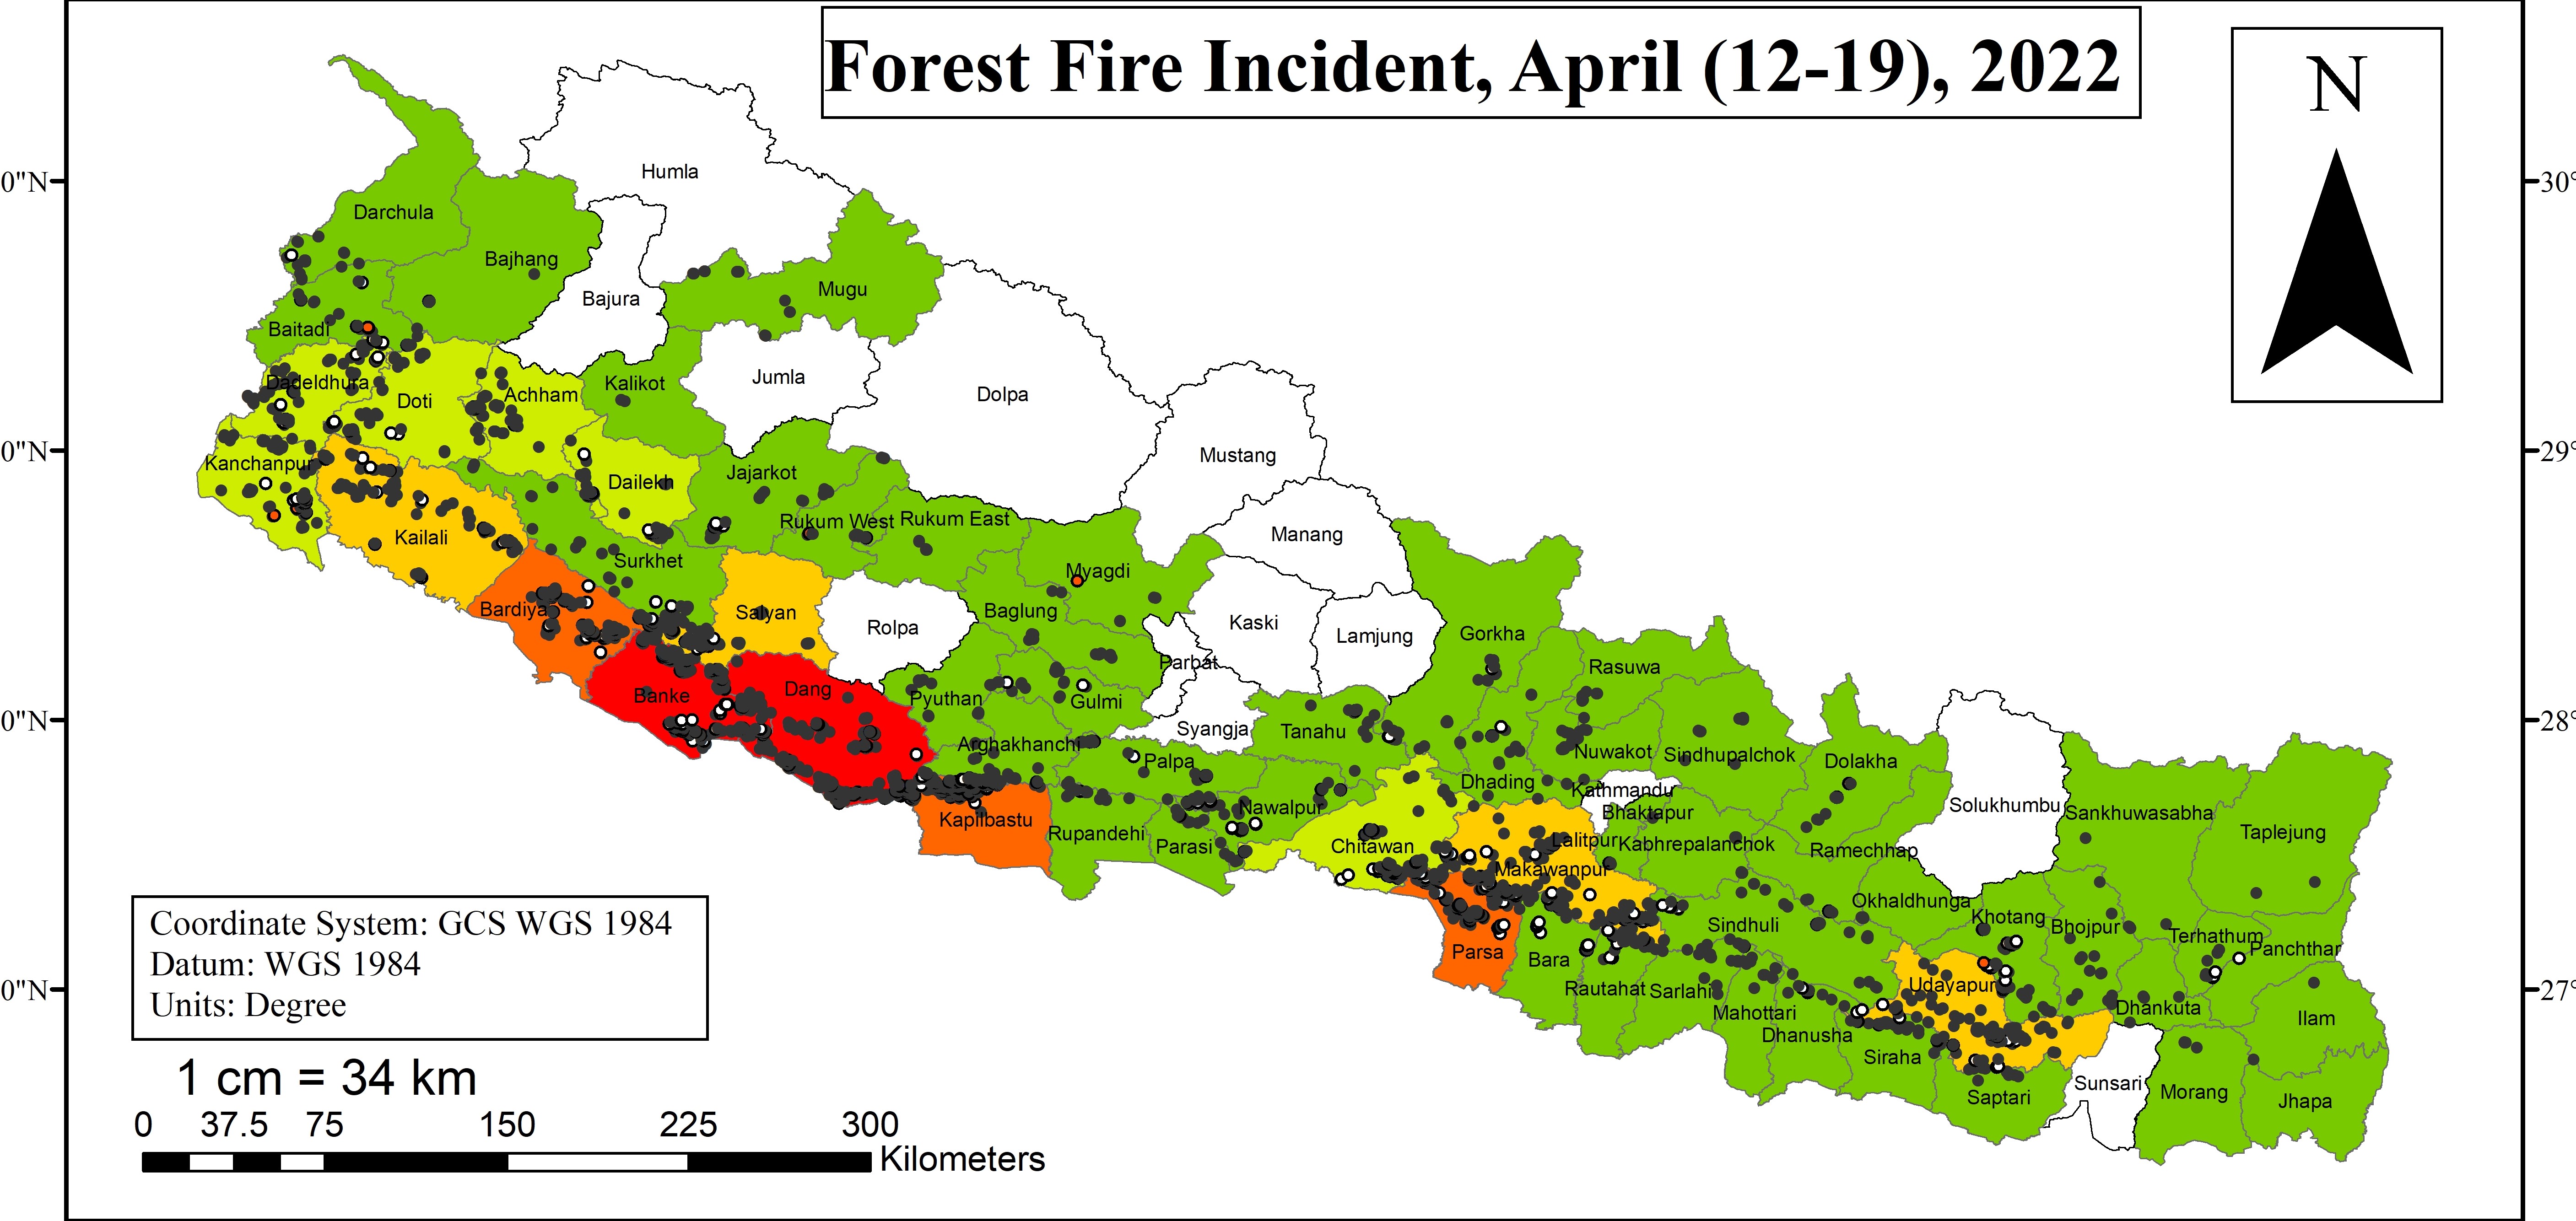 Forest Fire Incident, April (12-19), 2022
N
Humla
0"N
30°
Darchula
Bajhang
Mugu
Bajura
Baitadi
Jumla
Dadeldhura
Kalikot
Achham
Dolpa
Doti
0"N
29°
Mustang
Kanchanpur
Jajarkot
Dailekh
Rukum West
Rukum East
Manang
Kailali
Surkhet
Myagdi
Bardiya
Salyan
Baglung
Kaski
Rolpa
Gorkha
Lamjung
Parbat
Rasuwa
Banke
Dang
Pyuthan
Gulmi
0"N
28°
Syangja
Tanahu
Arghakhanchi
Nuwakot
Sindhupalchok
Palpa
Dolakha
Dhading
Kathmandu
Nawalpur
Bhaktapur
Solukhumbu
Sankhuwasabha
Kapilbastu
Rupandehi
Taplejung
Parasi
Chitawan
Lalitpur
Kabhrepalanchok
Ramechhap
Makawanpur
Okhaldhunga
Khotang
Sindhuli
Bhojpur
Terhathum
Panchthar
Parsa
Bara
Udayapur
0"N
27°
Rautahat
Sarlahi
Mahottari
Dhankuta
Ilam
Dhanusha
Siraha
Sunsari
Morang
Saptari
Jhapa
Coordinate System: GCS WGS 1984
Datum: WGS 1984
Units: Degree
1 cm = 34 km
0 37.5 75 150 225 300
Kilometers